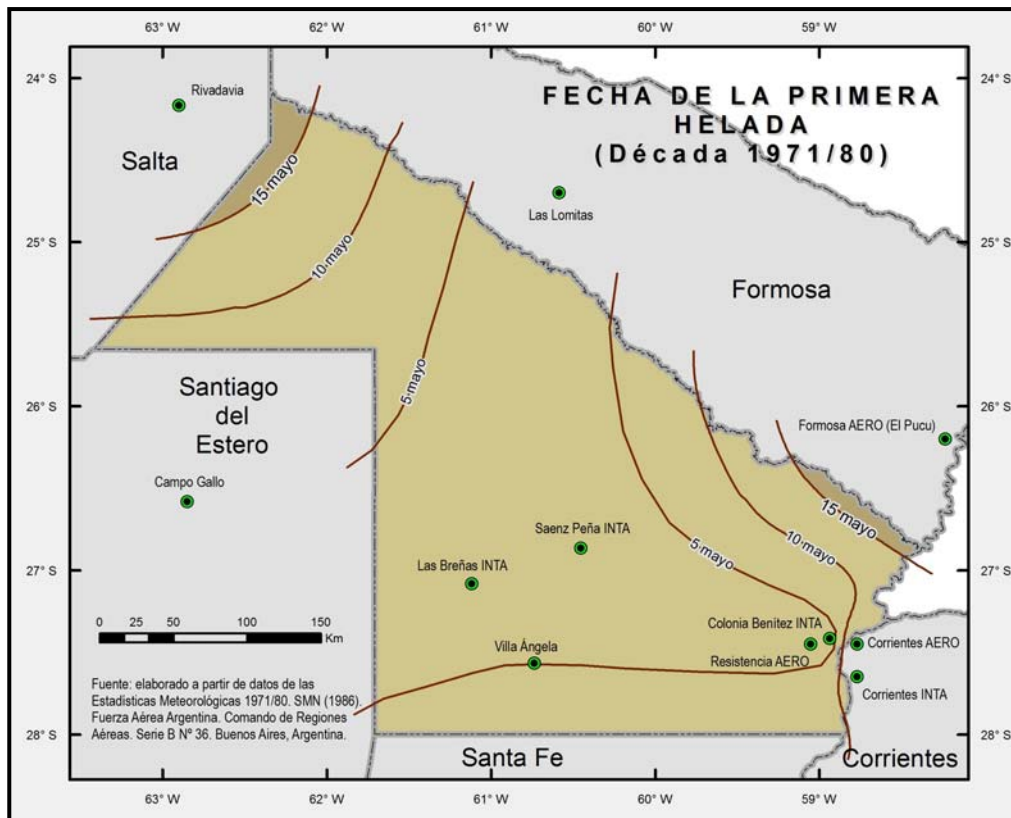 63° W 62° W 61° W 60° W 59° W
24° S 24° S
FECHA DE LA PRIMERA
HELADA
(Década 1971/80)
Rivadavia
Salta
15 mayo
Las Lomitas
25° S 25° S
10 mayo
Formosa
5 mayo
Santiago
del
Estero
26° S 26° S
Formosa AERO (El Pucu)
Campo Gallo
15 mayo
Saenz Peña INTA
5 mayo
10 mayo
Las Breñas INTA
27° S 27° S
0 25 50 100 150
Km
Colonia Benítez INTA
Villa Ángela
Resistencia AERO
Corrientes AERO
Corrientes INTA
Fuente: elaborado a partir de datos de las
Estadísticas Meteorológicas 1971/80. SMN (1986).
Fuerza Aérea Argentina. Comando de Regiones
Aéreas. Serie B Nº 36. Buenos Aires, Argentina.
28° S 28° S
Santa Fe
Corrientes
63° W 62° W 61° W 60° W 59° W